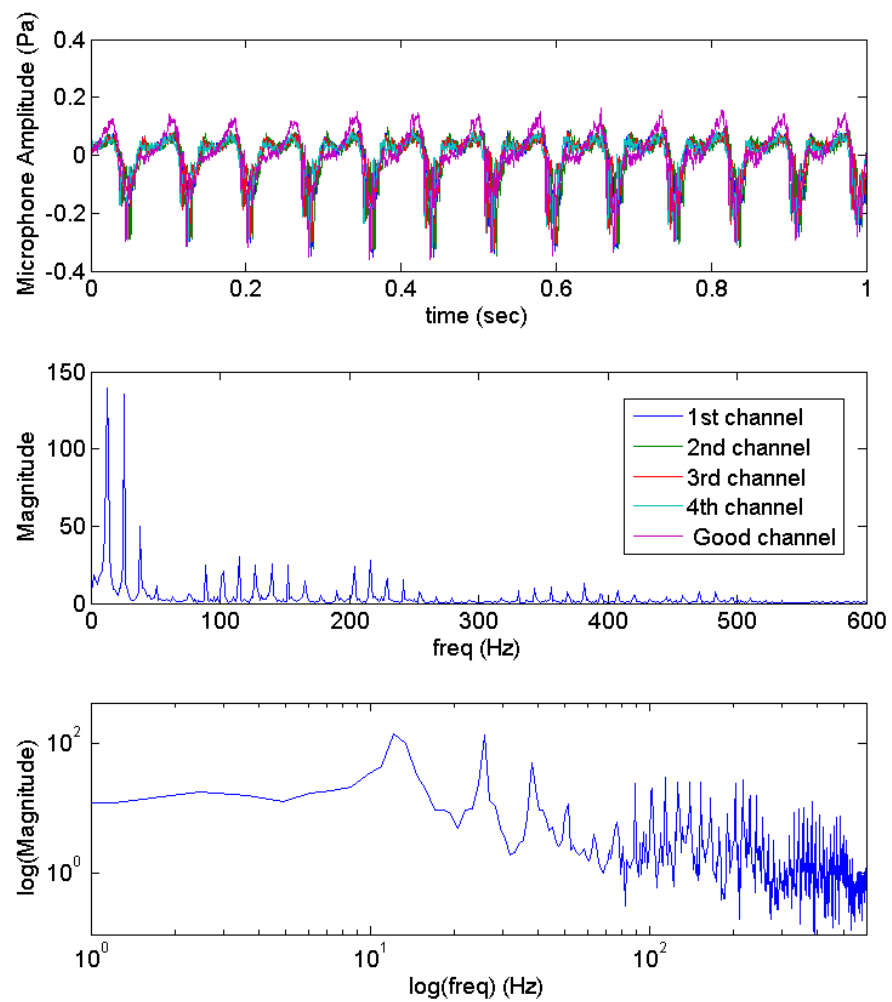 Microphone Amplitude (Pa)
0.4
0.2
0
-0.2
-0.4
0 0.2 0.4 0.6 0.8 1
time (sec)
Magnitude
150
100
50
0
1st channel
2nd channel
3rd channel
4th channel
Good channel
0 100 200 300 400 500 600
freq (Hz)
log(Magnitude)
10^2
10^0
10^0 10^1 10^2
log(freq) (Hz)